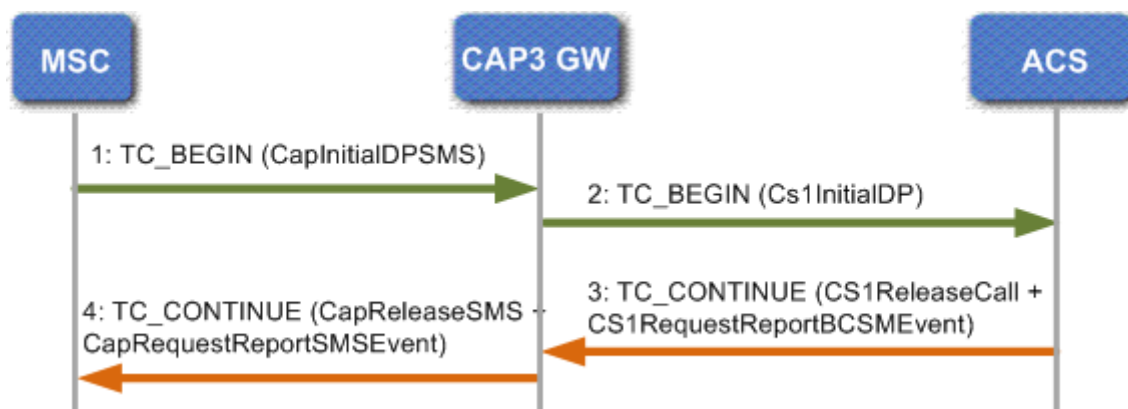 MSC
CAP3 GW
ACS
1: TC_BEGIN (CapInitialDPSMS)
2: TC_BEGIN (Cs1InitialDP)
3: TC_CONTINUE (CS1ReleaseCall +
CS1RequestReportBCSMEvent)
4: TC_CONTINUE (CapReleaseSMS +
CapRequestReportSMSEvent)